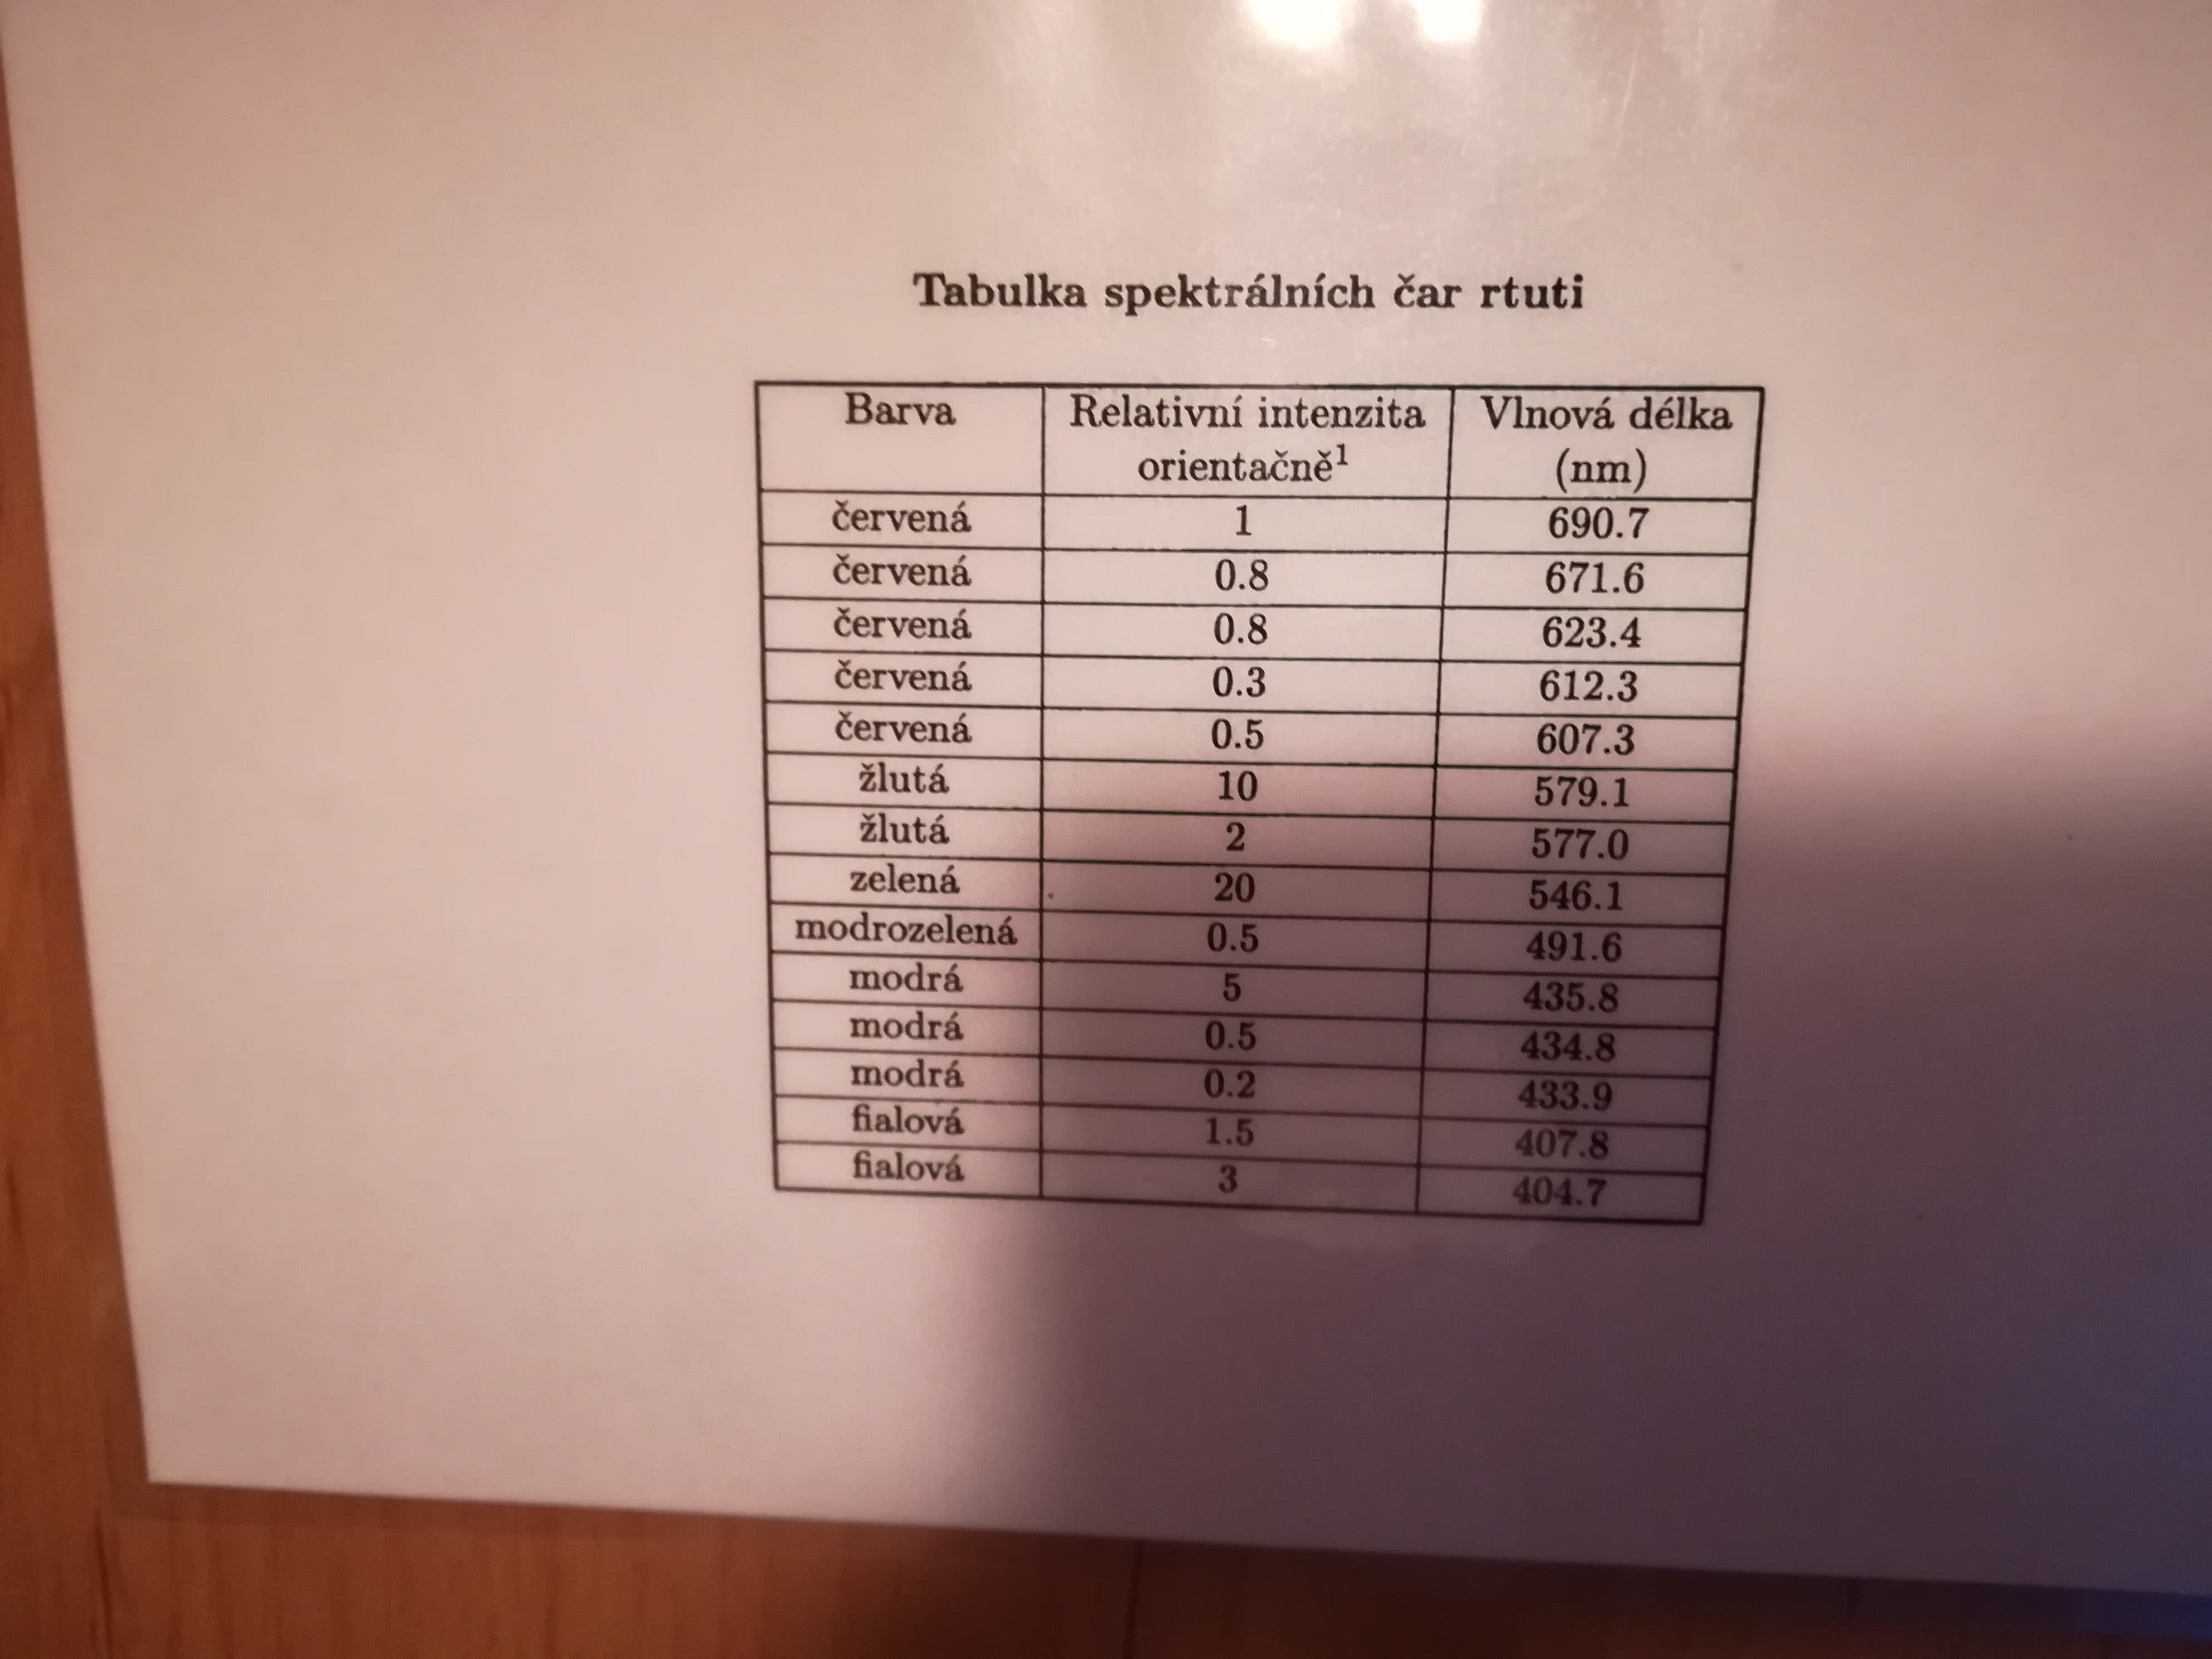 Tabulka spektrálních čar rtuti
Barva Relativní intenzita Vlnová délka
orientačně¹ (nm)
červená 1 690.7
červená 0.8 671.6
červená 0.8 623.4
červená 0.3 612.3
červená 0.5 607.3
žlutá 10 579.1
žlutá 2 577.0
zelená 20 546.1
modrozelená 0.5 491.6
modrá 5 435.8
modrá 0.5 434.8
modrá 0.2 433.9
fialová 1.5 407.8
fialová 3 404.7